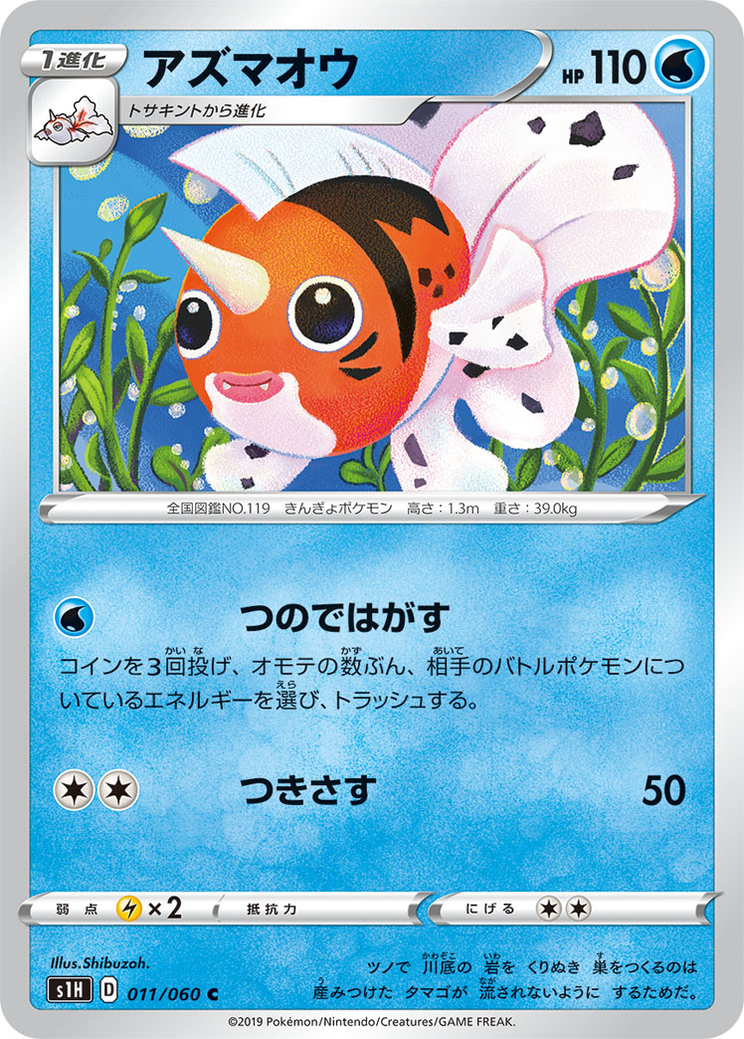 1進化
アズマオウ
HP 110
トサキントから進化
全国図鑑NO.119 きんぎょポケモン 高さ：1.3m 重さ：39.0kg
つのではがす
コインを3回投げ、オモテの数ぶん、相手のバトルポケモンにつ
いているエネルギーを選び、トラッシュする。
つきさす 50
弱点 ×2 抵抗力 にげる
Illus.Shibuzoh.
ツノで 川底の 岩を くりぬき 巣をつくるのは
産みつけた タマゴが 流されないように するためだ。
s1H D 011/060 C
©2019 Pokémon/Nintendo/Creatures/GAME FREAK.